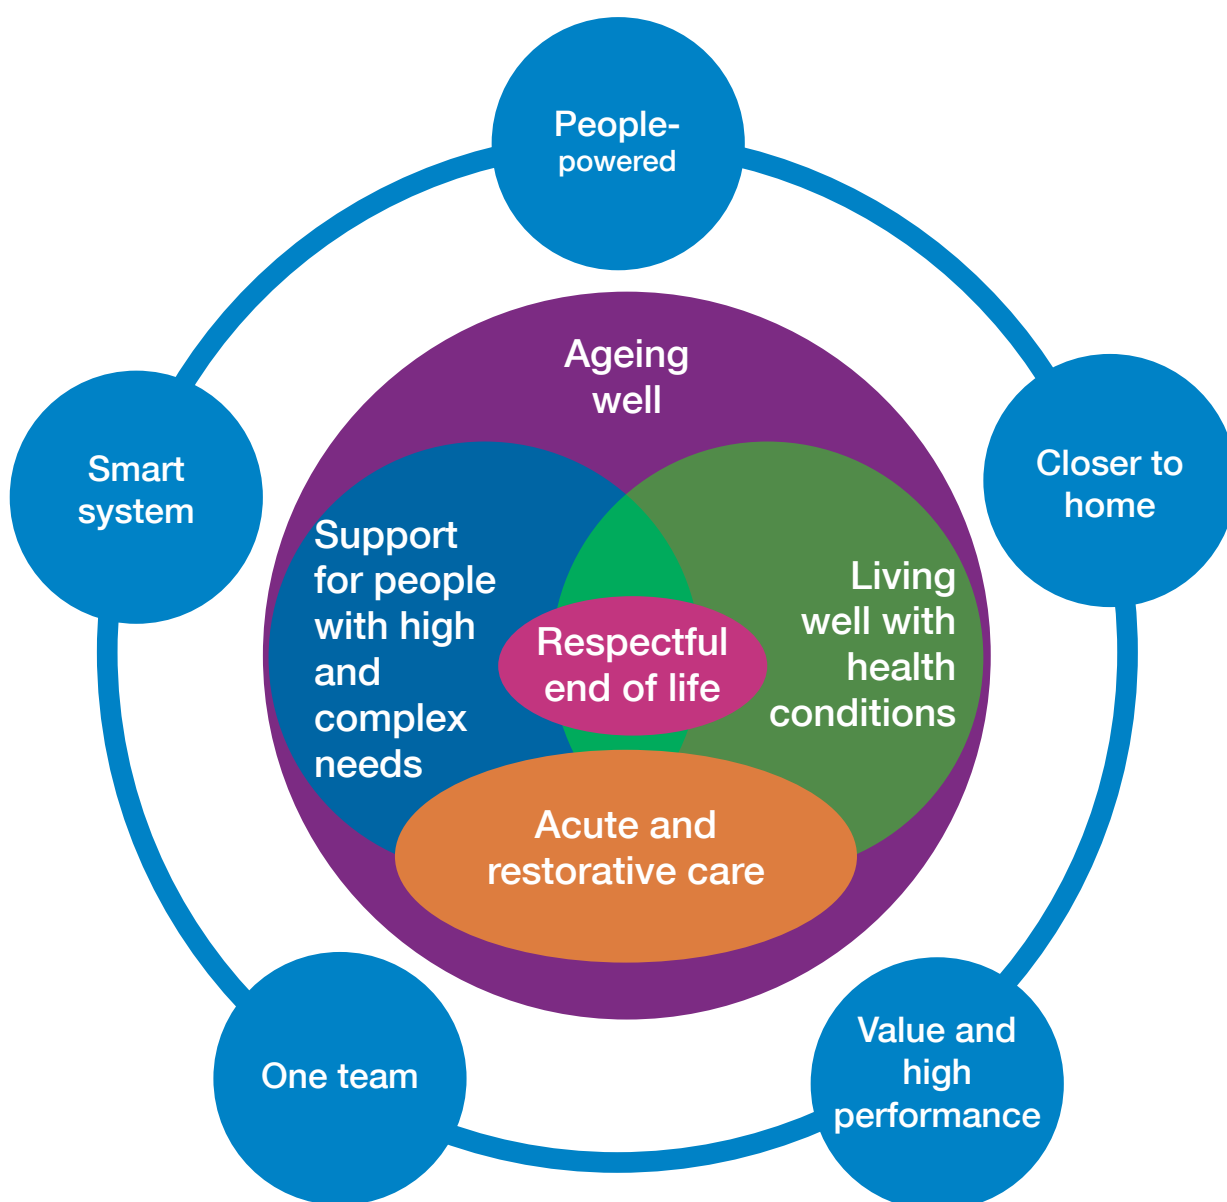 People-
powered
Ageing
well
Smart
system
Closer to
home
Support
for people
with high
and
complex
needs
Living
well with
health
conditions
Respectful
end of life
Acute and
restorative care
One team
Value and
high
performance